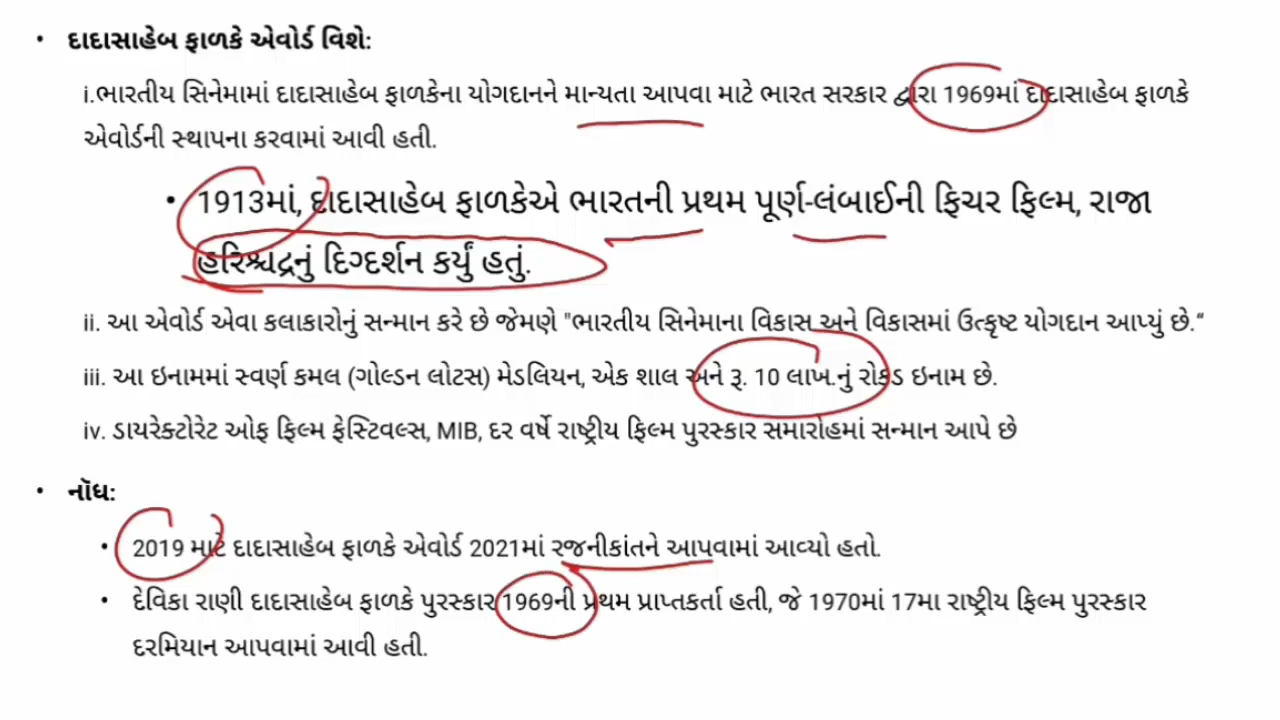 • દાદાસાહેબ ફાળકે એવોર્ડ વિશે:
i.ભારતીય સિનેમામાં દાદાસાહેબ ફાળકેના યોગદાનને માન્યતા આપવા માટે ભારત સરકાર દ્વારા 1969માં દાદાસાહેબ ફાળકે
એવોર્ડની સ્થાપના કરવામાં આવી હતી.
• 1913માં, દાદાસાહેબ ફાળકેએ ભારતની પ્રથમ પૂર્ણ-લંબાઈની ફિચર ફિલ્મ, રાજા
હરિશ્ચદ્રનું દિગ્દર્શન કર્યું હતું.
ii. આ એવોર્ડ એવા કલાકારોનું સન્માન કરે છે જેમણે "ભારતીય સિનેમાના વિકાસ અને વિકાસમાં ઉત્કૃષ્ટ યોગદાન આપ્યું છે.“
iii. આ ઇનામમાં સ્વર્ણ કમલ (ગોલ્ડન લોટસ) મેડલિયન, એક શાલ અને રૂ. 10 લાખ.નું રોકડ ઇનામ છે.
iv. ડાયરેક્ટોરેટ ઓફ ફિલ્મ ફેસ્ટિવલ્સ, MIB, દર વર્ષે રાષ્ટ્રીય ફિલ્મ પુરસ્કાર સમારોહમાં સન્માન આપે છે
• નૉધ:
• 2019 માટે દાદાસાહેબ ફાળકે એવોર્ડ 2021માં રજનીકાંતને આપવામાં આવ્યો હતો.
• દેવિકા રાણી દાદાસાહેબ ફાળકે પુરસ્કાર 1969ની પ્રથમ પ્રાપ્તકર્તા હતી, જે 1970માં 17મા રાષ્ટ્રીય ફિલ્મ પુરસ્કાર
દરમિયાન આપવામાં આવી હતી.